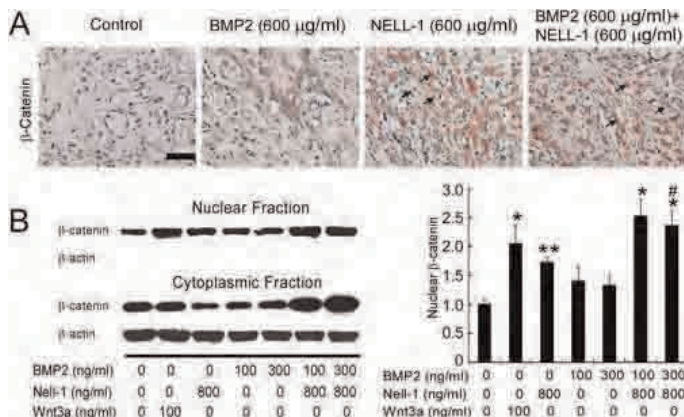 A
Control
BMP2 (600 µg/ml)
NELL-1 (600 µg/ml)
BMP2 (600 µg/ml)+
NELL-1 (600 µg/ml)
β-Catenin
B
Nuclear Fraction
β-catenin
β-actin
Cytoplasmic Fraction
β-catenin
β-actin
BMP2 (ng/ml) 0 0 0 100 300 100 300
Nell-1 (ng/ml) 0 0 800 0 0 800 800
Wnt3a (ng/ml) 0 100 0 0 0 0 0
Nuclear β-catenin
3.0
2.5
2.0
1.5
1.0
0.5
0
*
**
*
#
*
BMP2 (ng/ml) 0 0 0 100 300 100 300
Nell-1 (ng/ml) 0 0 800 0 0 800 800
Wnt3a (ng/ml) 0 100 0 0 0 0 0